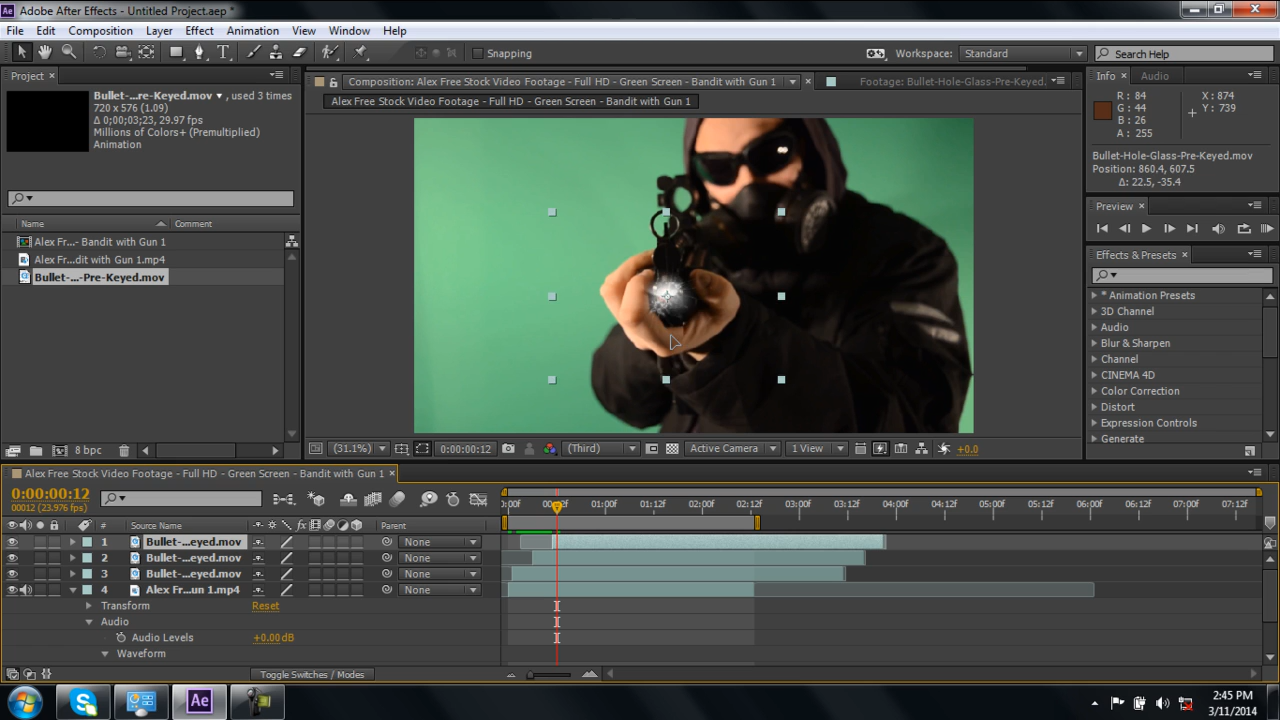 Adobe After Effects - Untitled Project.aep *
File Edit Composition Layer Effect Animation View Window Help
Snapping Workspace: Standard Search Help
Project
Bullet-...re-Keyed.mov , used 3 times
720 x 576 (1.09)
Δ 0;00;03;23, 29.97 fps
Millions of Colors+ (Premultiplied)
Animation
Name Comment
Alex Fr...- Bandit with Gun 1
Alex Fr...dit with Gun 1.mp4
Bullet-...-Pre-Keyed.mov
8 bpc
Composition: Alex Free Stock Video Footage - Full HD - Green Screen - Bandit with Gun 1
Footage: Bullet-Hole-Glass-Pre-Keyed.
Alex Free Stock Video Footage - Full HD - Green Screen - Bandit with Gun 1
(31.1%) 0:00:00:12 (Third) Active Camera 1 View +0.0
Info Audio
R : 84 X : 874
G : 44 Y : 739
B : 26
A : 255
Bullet-Hole-Glass-Pre-Keyed.mov
Position: 860.4, 607.5
Δ: 22.5, -35.4
Preview
Effects & Presets
* Animation Presets
3D Channel
Audio
Blur & Sharpen
Channel
CINEMA 4D
Color Correction
Distort
Expression Controls
Generate
Alex Free Stock Video Footage - Full HD - Green Screen - Bandit with Gun 1
0:00:00:12
00012 (23.976 fps)
01:00f 01:12f 02:00f 02:12f 03:00f 03:12f 04:00f 04:12f 05:00f 05:12f 06:00f 06:12f 07:00f 07:12f
# Source Name fx Parent
1 Bullet-...eyed.mov None
2 Bullet-...eyed.mov None
3 Bullet-...eyed.mov None
4 Alex Fr...un 1.mp4 None
Transform Reset
Audio
Audio Levels +0.00dB
Waveform
Toggle Switches / Modes
Ae
2:45 PM
3/11/2014